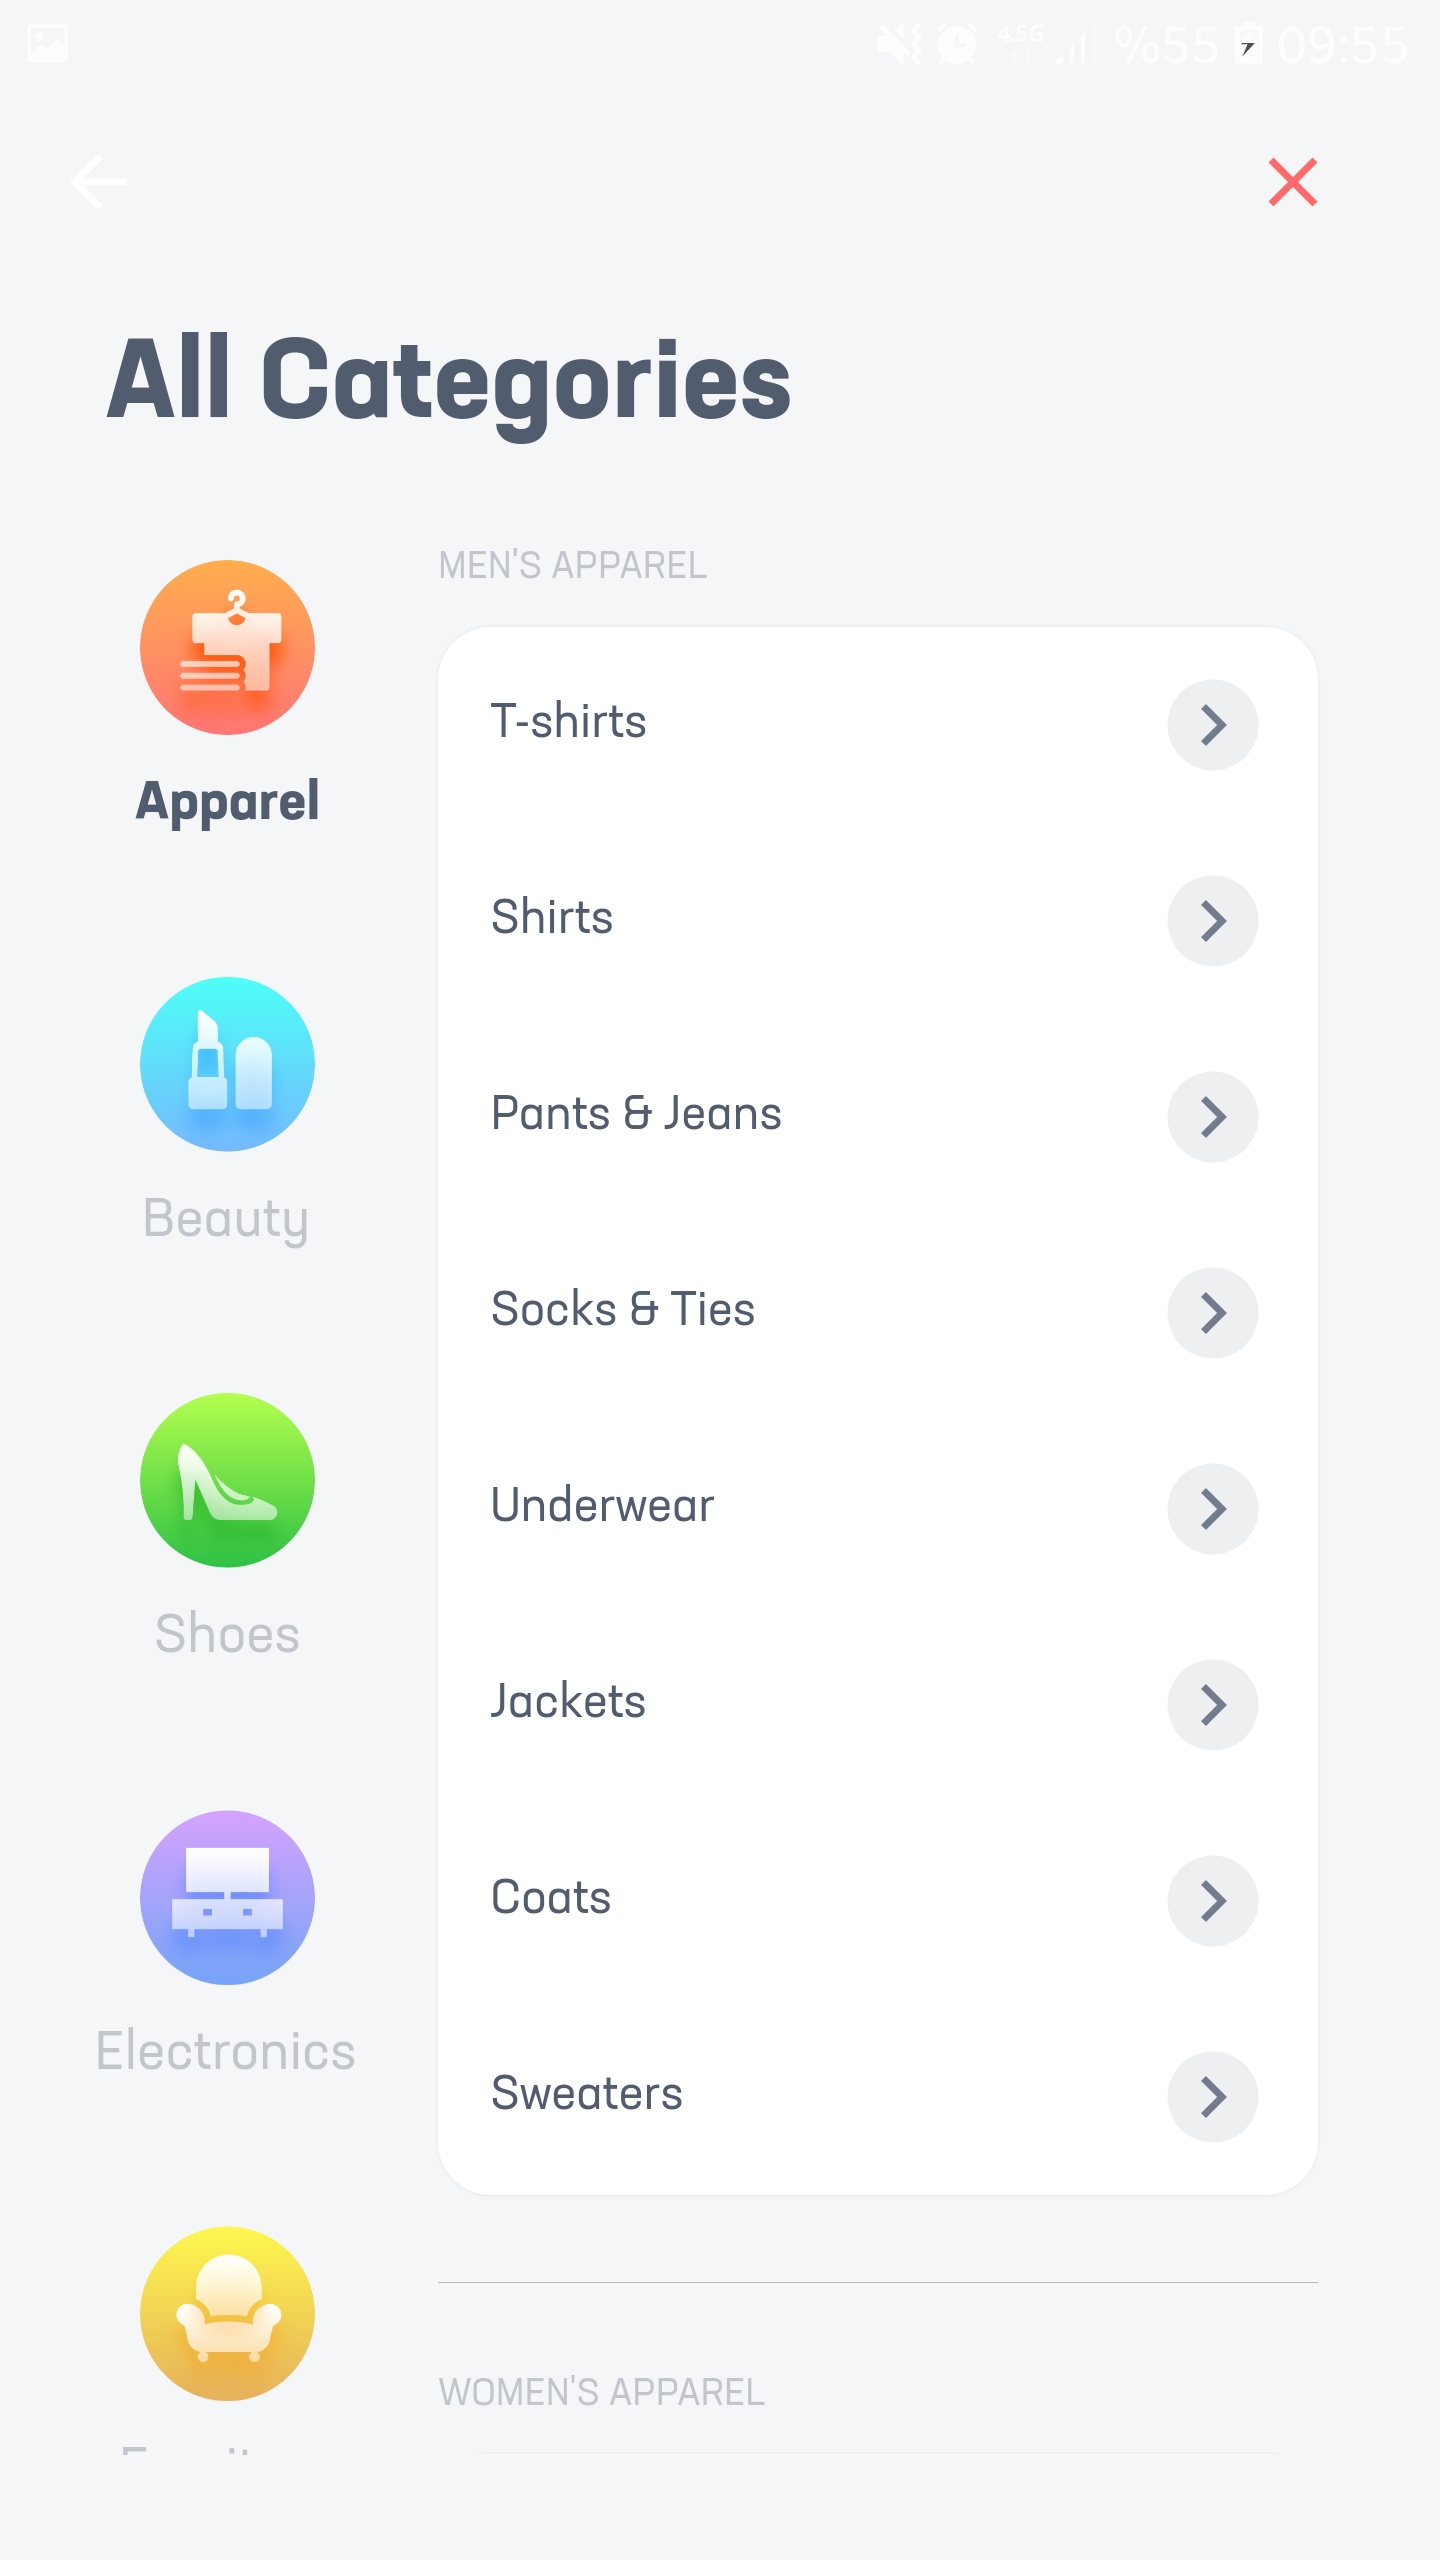 4.5G %55 09:55
All Categories
MEN'S APPAREL
Apparel
Beauty
Shoes
Electronics
T-shirts
Shirts
Pants & Jeans
Socks & Ties
Underwear
Jackets
Coats
Sweaters
WOMEN'S APPAREL